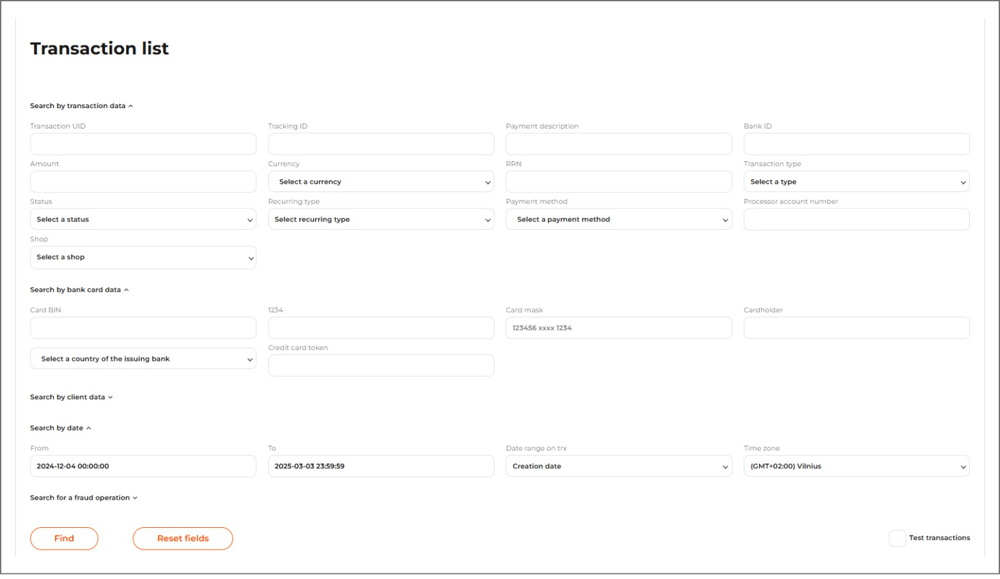 Transaction list
Search by transaction data
Transaction UID Tracking ID Payment description Bank ID
Amount Currency RRN Transaction type
Select a currency Select a type
Status Recurring type Payment method Processor account number
Select a status Select recurring type Select a payment method
Shop
Select a shop
Search by bank card data
Card BIN 1234 Card mask Cardholder
123456 xxxx 1234
Credit card token
Select a country of the issuing bank
Search by client data
Search by date
From To Date range on trx Time zone
2024-12-04 00:00:00 2025-03-03 23:59:59 Creation date (GMT+02:00) Vilnius
Search for a fraud operation
Find Reset fields Test transactions